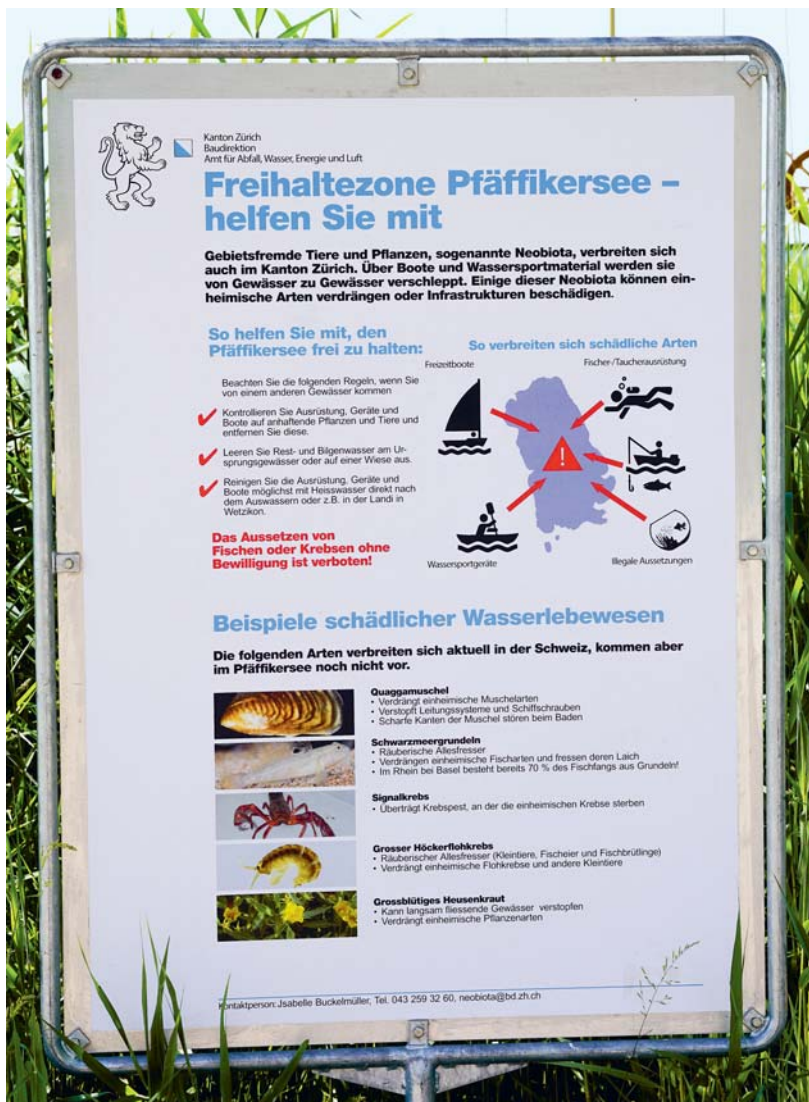 Kanton Zürich
Baudirektion
Amt für Abfall, Wasser, Energie und Luft
Freihaltezone Pfäffikersee –
helfen Sie mit
Gebietsfremde Tiere und Pflanzen, sogenannte Neobiota, verbreiten sich
auch im Kanton Zürich. Über Boote und Wassersportmaterial werden sie
von Gewässer zu Gewässer verschleppt. Einige dieser Neobiota können ein-
heimische Arten verdrängen oder Infrastrukturen beschädigen.
So helfen Sie mit, den
Pfäffikersee frei zu halten:
Beachten Sie die folgenden Regeln, wenn Sie
von einem anderen Gewässer kommen
Kontrollieren Sie Ausrüstung, Geräte und
Boote auf anhaftende Pflanzen und Tiere und
entfernen Sie diese.
Leeren Sie Rest- und Bilgenwasser am Ur-
sprungsgewässer oder auf einer Wiese aus.
Reinigen Sie die Ausrüstung, Geräte und
Boote möglichst mit Heisswasser direkt nach
dem Auswassern oder z.B. in der Landi in
Wetzikon.
Das Aussetzen von
Fischen oder Krebsen ohne
Bewilligung ist verboten!
So verbreiten sich schädliche Arten
Freizeitboote
Fischer-/Taucherausrüstung
!
Wassersportgeräte
Illegale Aussetzungen
Beispiele schädlicher Wasserlebewesen
Die folgenden Arten verbreiten sich aktuell in der Schweiz, kommen aber
im Pfäffikersee noch nicht vor.
Quaggamuschel
• Verdrängt einheimische Muschelarten
• Verstopft Leitungssysteme und Schiffschrauben
• Scharfe Kanten der Muschel stören beim Baden
Schwarzmeergrundeln
• Räuberische Allesfresser
• Verdrängen einheimische Fischarten und fressen deren Laich
• Im Rhein bei Basel besteht bereits 70 % des Fischfangs aus Grundeln!
Signalkrebs
• Überträgt Krebspest, an der die einheimischen Krebse sterben
Grosser Höckerflohkrebs
• Räuberischer Allesfresser (Kleintiere, Fischeier und Fischbrütlinge)
• Verdrängt einheimische Flohkrebse und andere Kleintiere
Grossblütiges Heusenkraut
• Kann langsam fliessende Gewässer verstopfen
• Verdrängt einheimische Pflanzenarten
Kontaktperson: Jsabelle Buckelmüller, Tel. 043 259 32 60, neobiota@bd.zh.ch